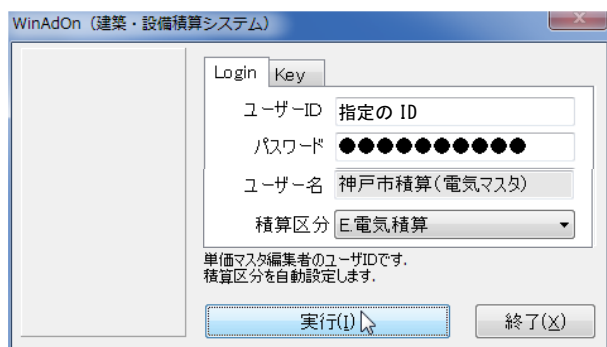 WinAdOn（建築・設備積算システム）
Login Key
ユーザーID 指定の ID
パスワード ●●●●●●●●●●
ユーザー名 神戸市積算(電気マスタ)
積算区分 E.電気積算
単価マスタ編集者のユーザIDです.
積算区分を自動設定します.
実行(I) 終了(X)